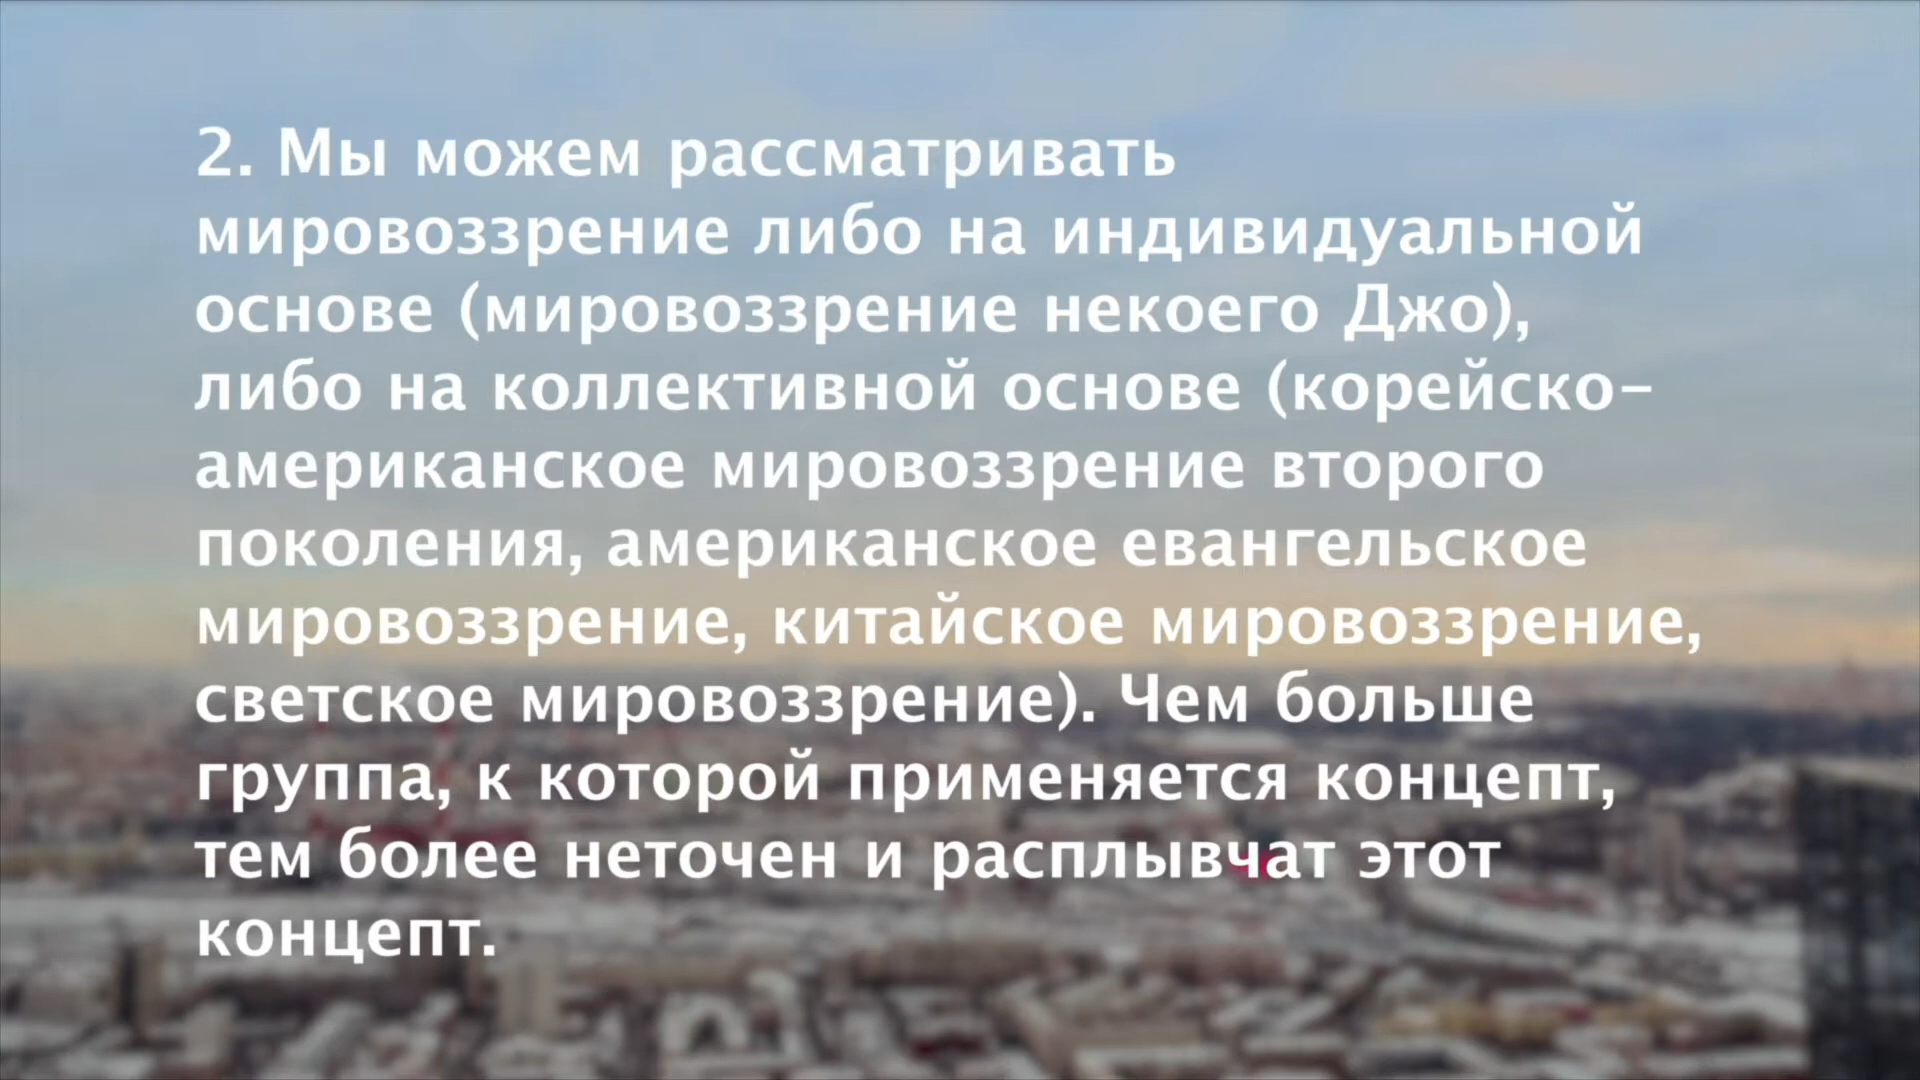 2. Мы можем рассматривать
мировоззрение либо на индивидуальной
основе (мировоззрение некоего Джо),
либо на коллективной основе (корейско-
американское мировоззрение второго
поколения, американское евангельское
мировоззрение, китайское мировоззрение,
светское мировоззрение). Чем больше
группа, к которой применяется концепт,
тем более неточен и расплывчат этот
концепт.